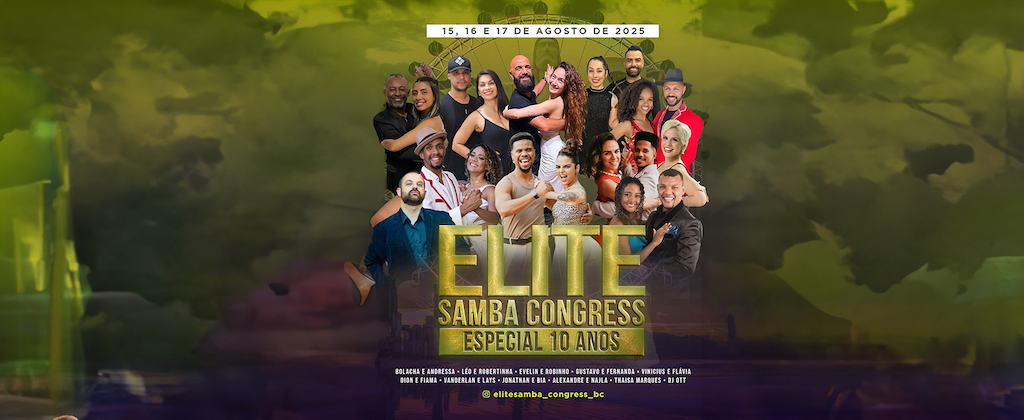 15, 16 E 17 DE AGOSTO DE 2025
ELITE
SAMBA CONGRESS
ESPECIAL 10 ANOS
BOLACHA E ANDRESSA • LÉO E ROBERTINHA • EVELIN E ROBINHO • GUSTAVO E FERNANDA • VINICIUS E FLÁVIA
DION E FIAMA • VANDERLAN E LAYS • JONATHAN E BIA • ALEXANDRE E NAJLA • THAISA MARQUES • DJ OTT
elitesamba_congress_bc